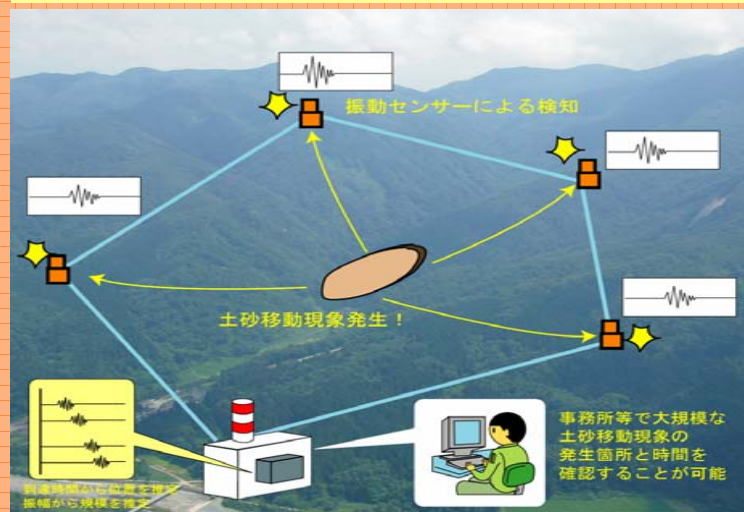 振動センサーによる検知
土砂移動現象発生！
事務所等で大規模な
土砂移動現象の
発生箇所と時間を
確認することが可能
到達時間から位置を推定
振幅から規模を推定